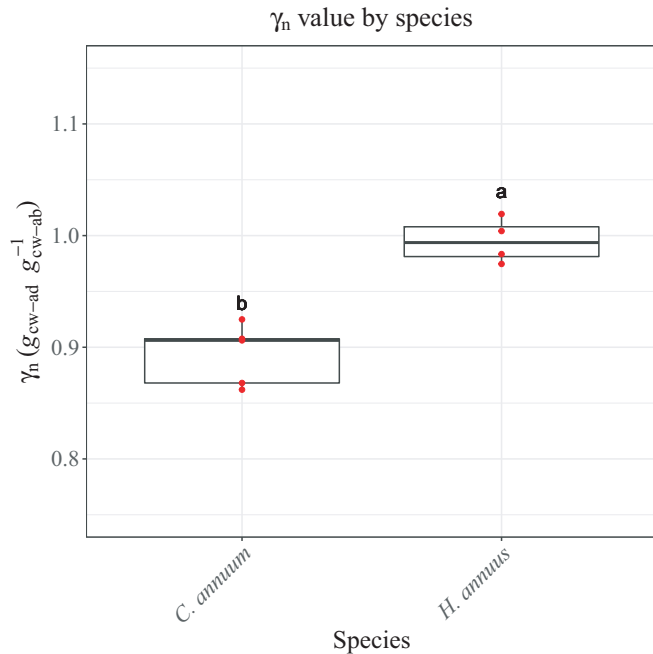 γn value by species
γn (gcw−ad g−1cw−ab)
1.1
1.0
0.9
0.8
a
b
C. annuum
H. annuus
Species